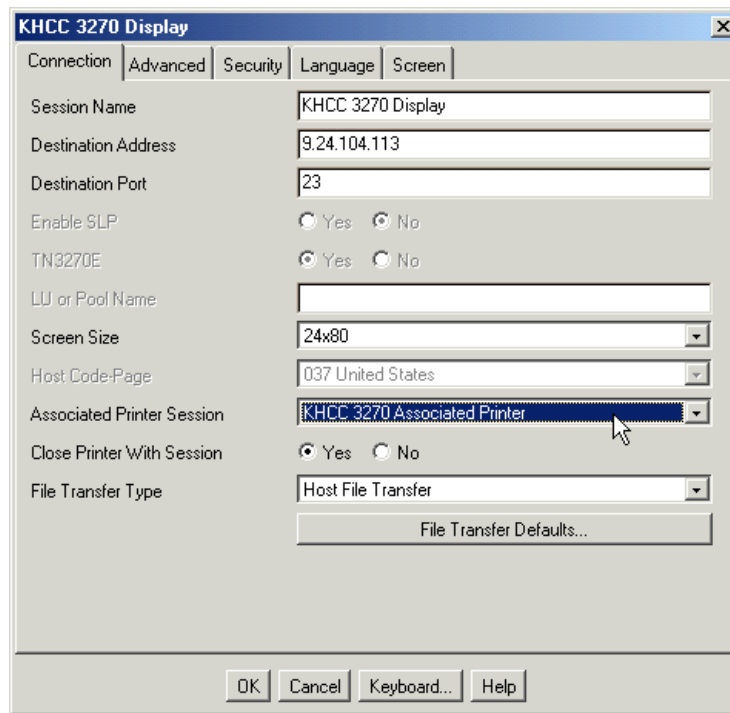 KHCC 3270 Display
Connection Advanced Security Language Screen
Session Name KHCC 3270 Display
Destination Address 9.24.104.113
Destination Port 23
Enable SLP Yes No
TN3270E Yes No
LU or Pool Name
Screen Size 24x80
Host Code-Page 037 United States
Associated Printer Session KHCC 3270 Associated Printer
Close Printer With Session Yes No
File Transfer Type Host File Transfer
File Transfer Defaults...
OK Cancel Keyboard... Help